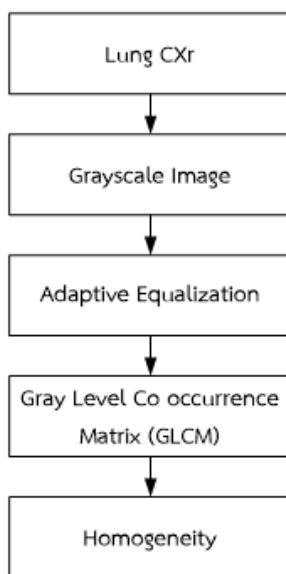 Lung CXr
Grayscale Image
Adaptive Equalization
Gray Level Co occurrence
Matrix (GLCM)
Homogeneity